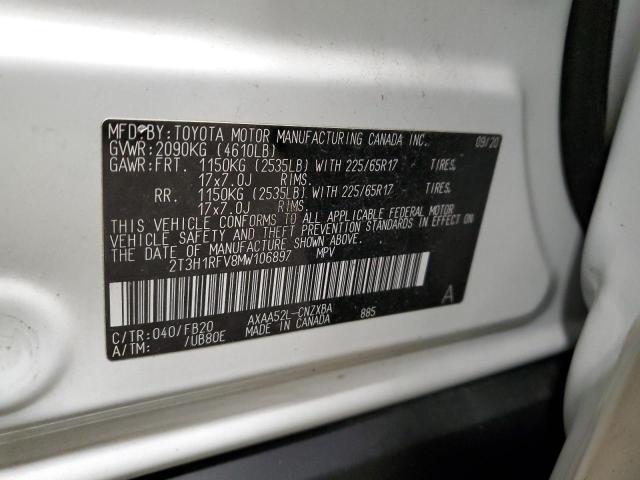 MFD BY: TOYOTA MOTOR MANUFACTURING CANADA INC. 09/20
GVWR: 2090KG (4610LB)
GAWR: FRT. 1150KG (2535LB) WITH 225/65R17 - TIRES,
17x7.0J RIMS,
RR. 1150KG (2535LB) WITH 225/65R17 - TIRES,
17x7.0J RIMS,
THIS VEHICLE CONFORMS TO ALL APPLICABLE FEDERAL MOTOR
VEHICLE SAFETY AND THEFT PREVENTION STANDARDS IN EFFECT ON
THE DATE OF MANUFACTURE SHOWN ABOVE.
2T3H1RFV8MW106897 MPV
C/TR: 040/FB20 AXAA52L-CNZXBA 885 A
A/TM: /UB80E MADE IN CANADA